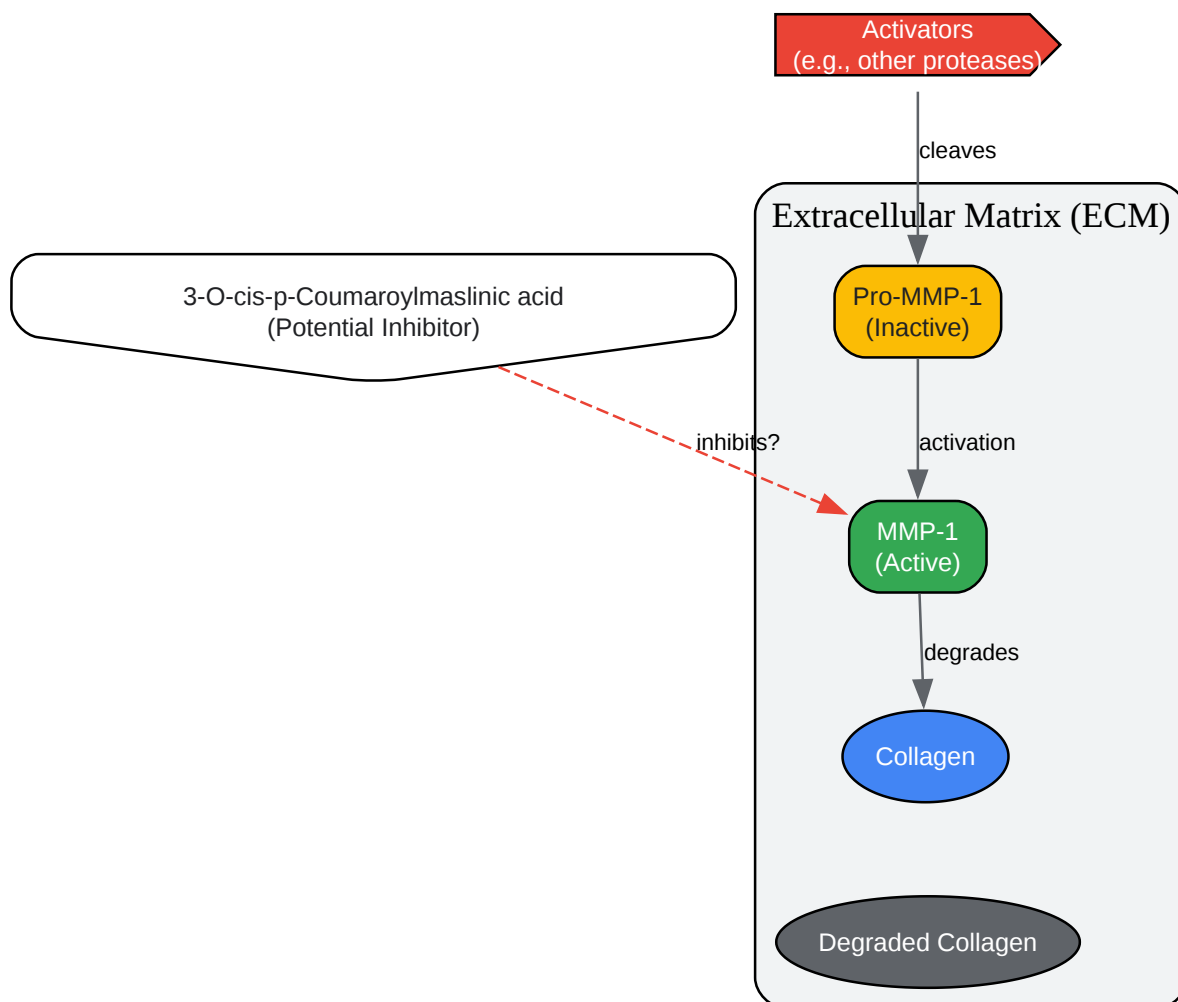 Activators
(e.g., other proteases)
cleaves
Extracellular Matrix (ECM)
3-O-cis-p-Coumaroylmaslinic acid
(Potential Inhibitor)
Pro-MMP-1
(Inactive)
inhibits?
activation
MMP-1
(Active)
degrades
Collagen
Degraded Collagen